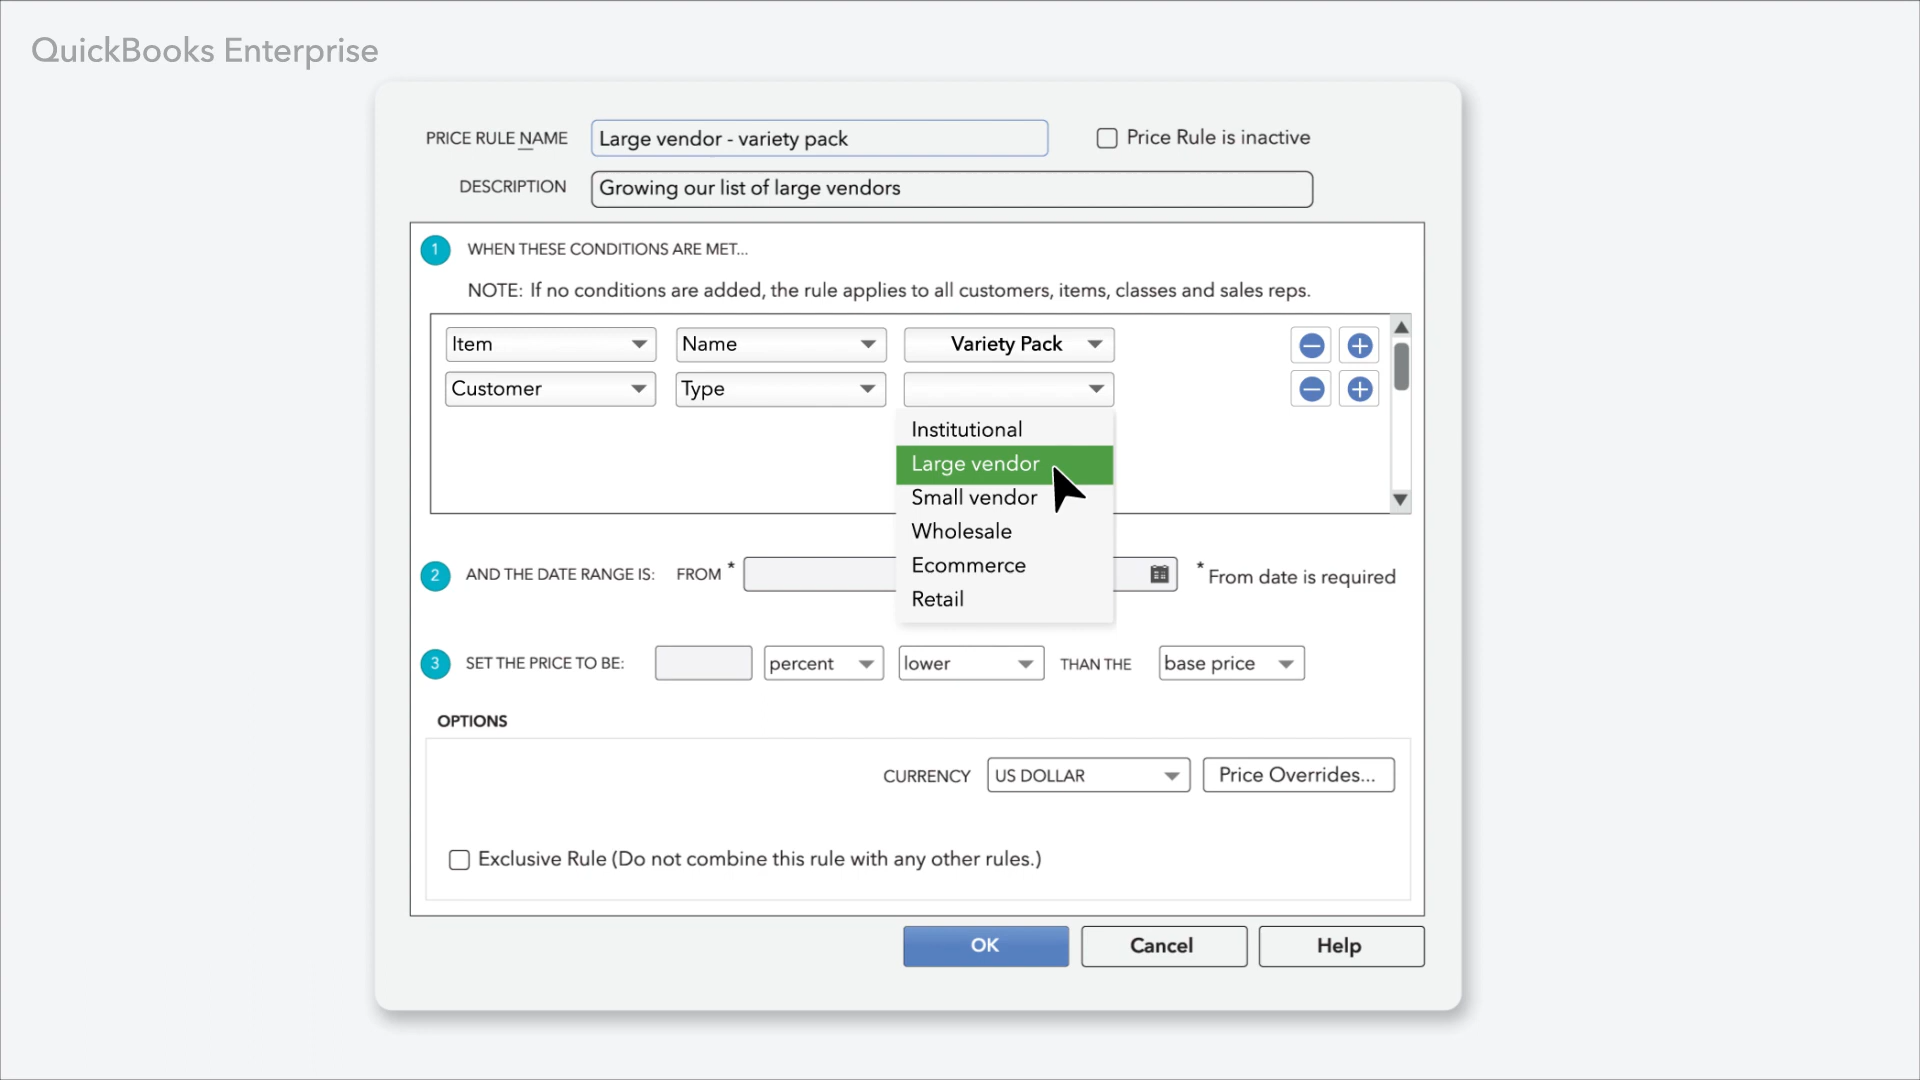 QuickBooks Enterprise
PRICE RULE NAME Large vendor - variety pack Price Rule is inactive
DESCRIPTION Growing our list of large vendors
1 WHEN THESE CONDITIONS ARE MET...
NOTE: If no conditions are added, the rule applies to all customers, items, classes and sales reps.
Item Name Variety Pack
Customer Type
Institutional
Large vendor
Small vendor
Wholesale
Ecommerce
Retail
2 AND THE DATE RANGE IS: FROM * * From date is required
3 SET THE PRICE TO BE: percent lower THAN THE base price
OPTIONS
CURRENCY US DOLLAR Price Overrides...
Exclusive Rule (Do not combine this rule with any other rules.)
OK Cancel Help